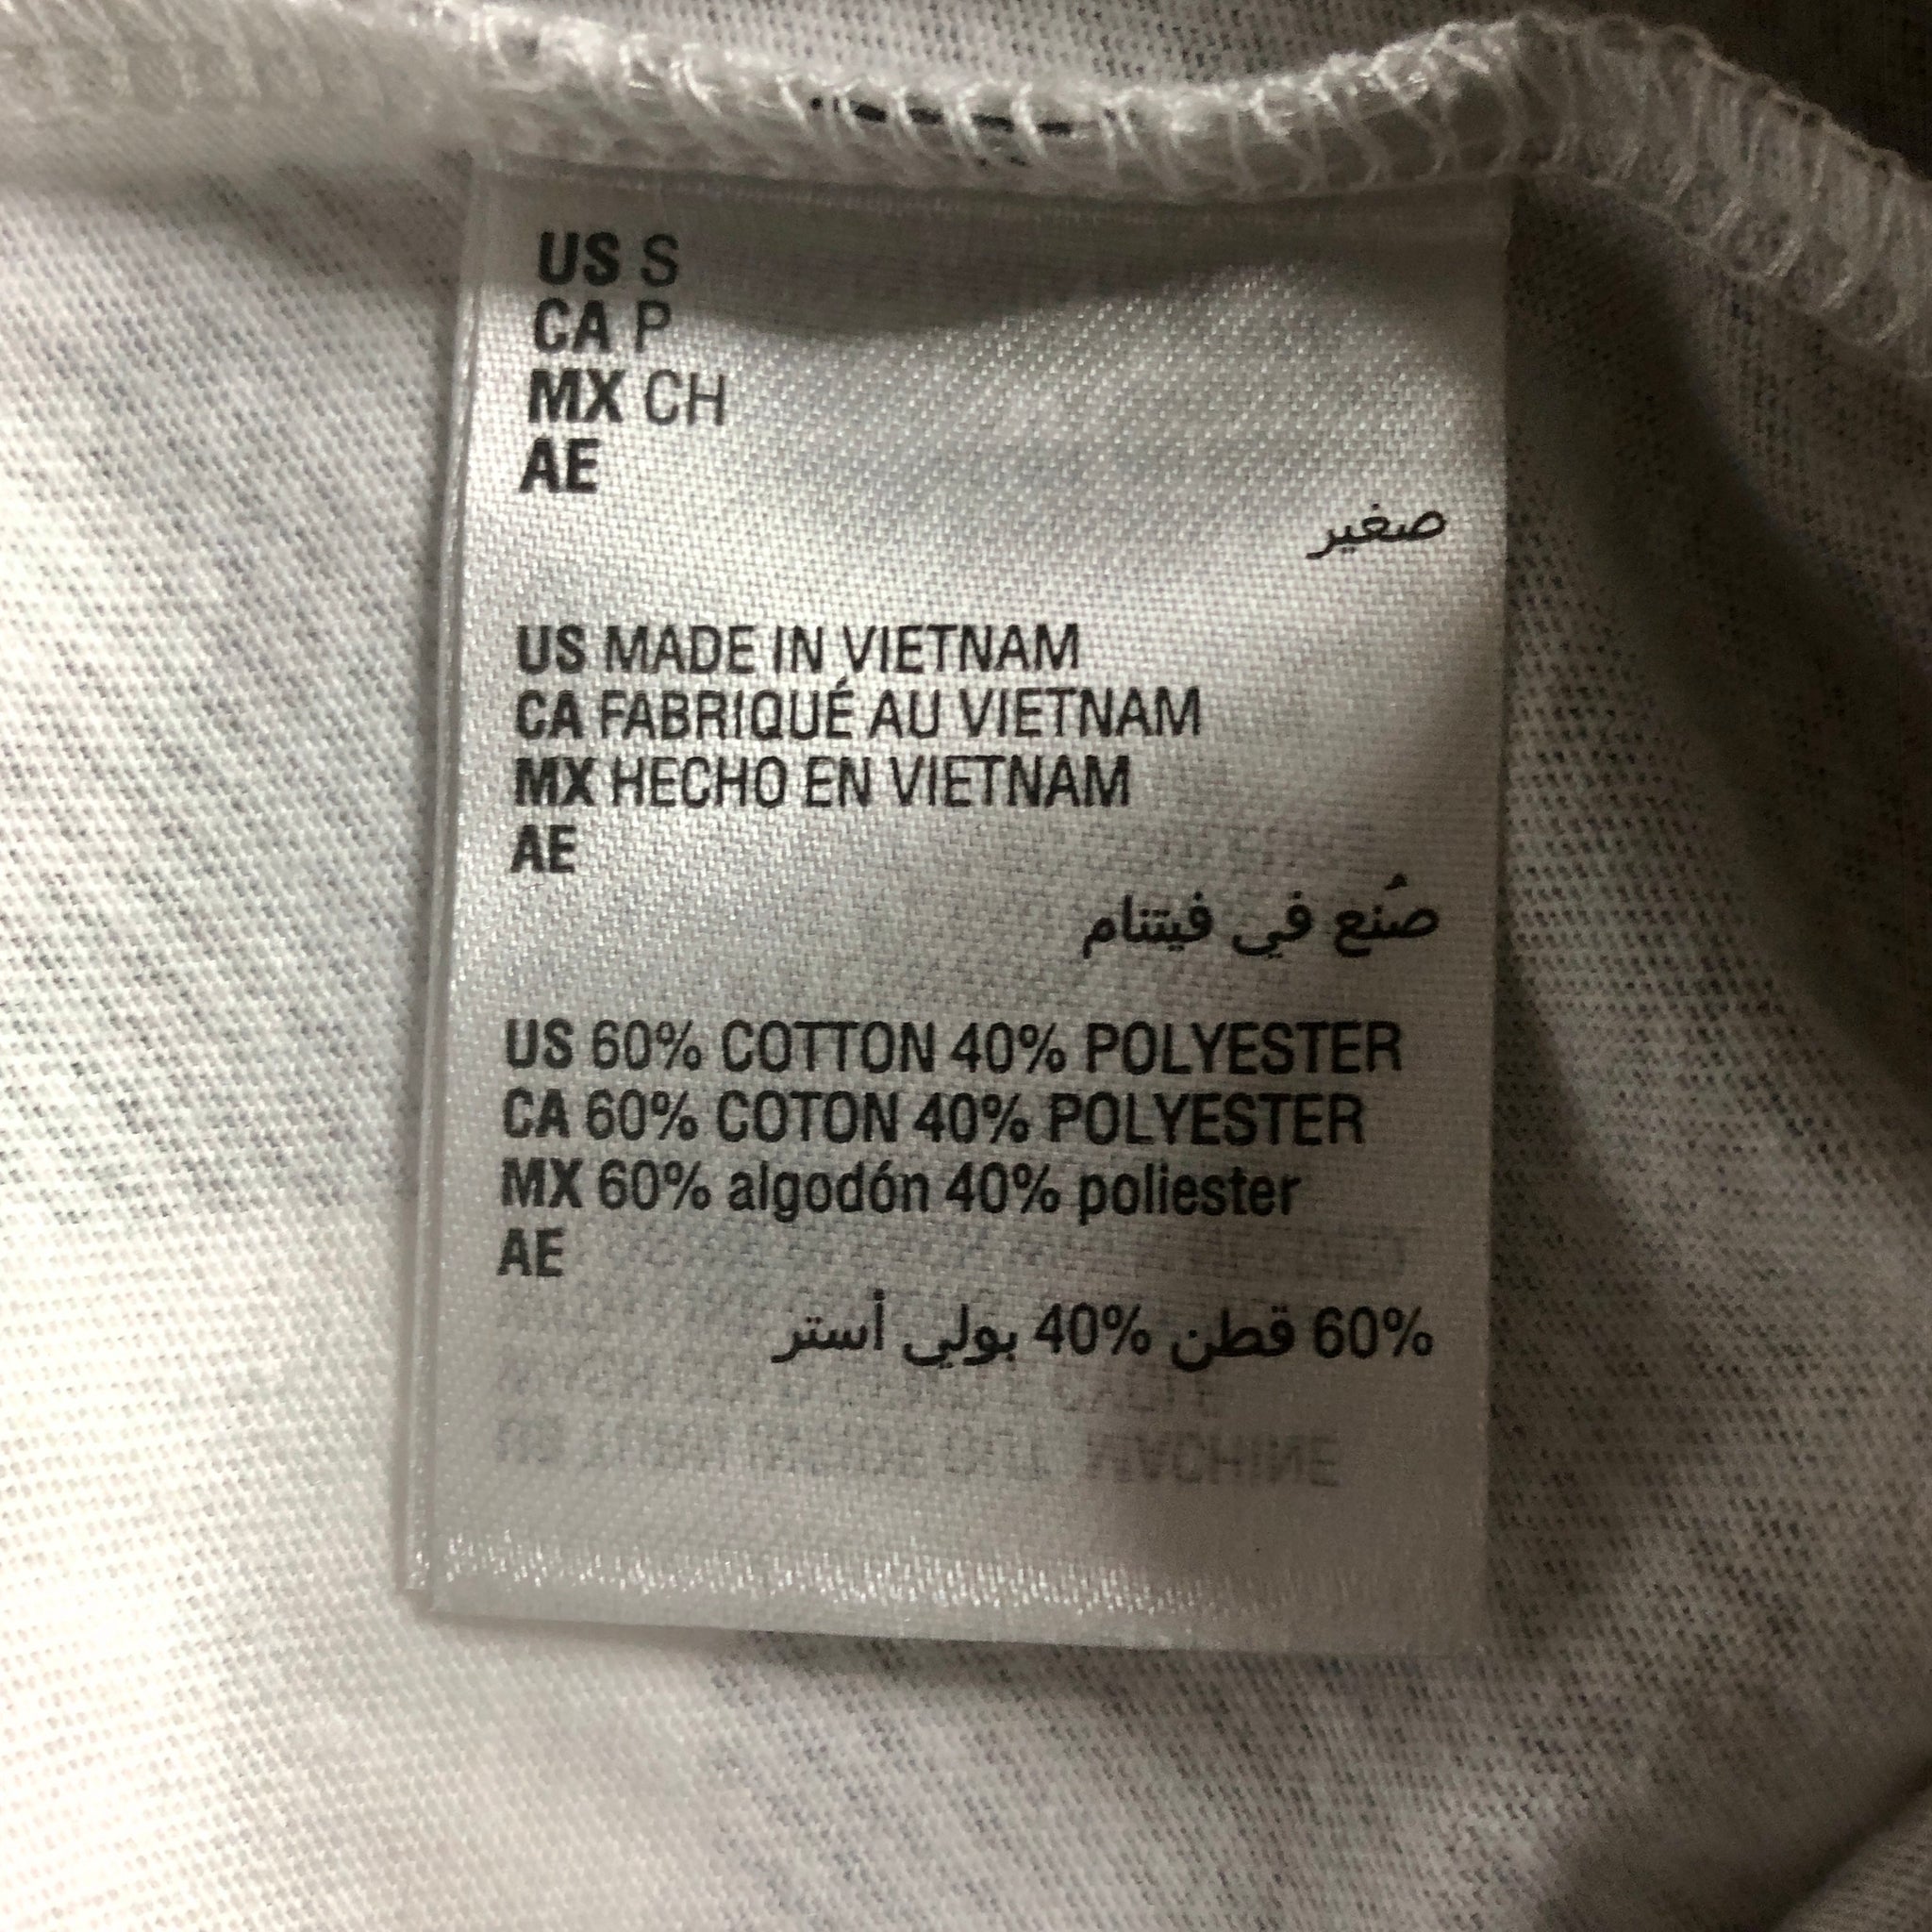 US S
CA P
MX CH
AE
صغير
US MADE IN VIETNAM
CA FABRIQUÉ AU VIETNAM
MX HECHO EN VIETNAM
AE
صُنع في فيتنام
US 60% COTTON 40% POLYESTER
CA 60% COTON 40% POLYESTER
MX 60% algodón 40% poliester
AE
60% قطن 40% بولي أستر